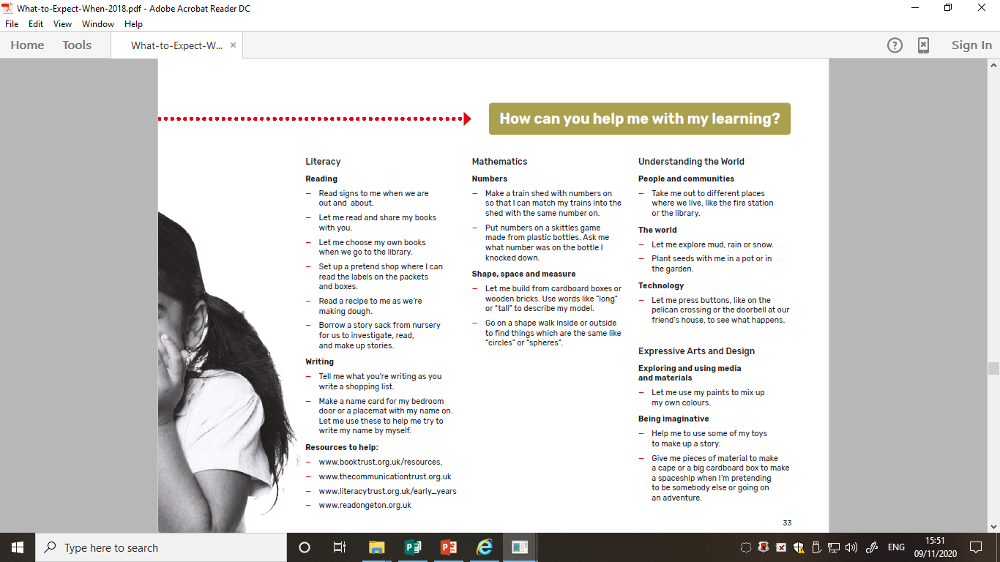 What-to-Expect-When-2018.pdf - Adobe Acrobat Reader DC
File Edit View Window Help
Home Tools What-to-Expect-W... × Sign In
How can you help me with my learning?
Literacy
Reading
– Read signs to me when we are
out and about.
– Let me read and share my books
with you.
– Let me choose my own books
when we go to the library.
– Set up a pretend shop where I can
read the labels on the packets
and boxes.
– Read a recipe to me as we're
making dough.
– Borrow a story sack from nursery
for us to investigate, read,
and make up stories.
Writing
– Tell me what you're writing as you
write a shopping list.
– Make a name card for my bedroom
door or a placemat with my name on.
Let me use these to help me try to
write my name by myself.
Resources to help:
– www.booktrust.org.uk/resources,
– www.thecommunicationtrust.org.uk
– www.literacytrust.org.uk/early_years
– www.readongeton.org.uk
Mathematics
Numbers
– Make a train shed with numbers on
so that I can match my trains into the
shed with the same number on.
– Put numbers on a skittles game
made from plastic bottles. Ask me
what number was on the bottle I
knocked down.
Shape, space and measure
– Let me build from cardboard boxes or
wooden bricks. Use words like “long”
or “tall” to describe my model.
– Go on a shape walk inside or outside
to find things which are the same like
“circles” or “spheres”.
Understanding the World
People and communities
– Take me out to different places
where we live, like the fire station
or the library.
The world
– Let me explore mud, rain or snow.
– Plant seeds with me in a pot or in
the garden.
Technology
– Let me press buttons, like on the
pelican crossing or the doorbell at our
friend's house, to see what happens.
Expressive Arts and Design
Exploring and using media
and materials
– Let me use my paints to mix up
my own colours.
Being imaginative
– Help me to use some of my toys
to make up a story.
– Give me pieces of material to make
a cape or a big cardboard box to make
a spaceship when I'm pretending
to be somebody else or going on
an adventure.
33
Type here to search
ENG
15:51
09/11/2020